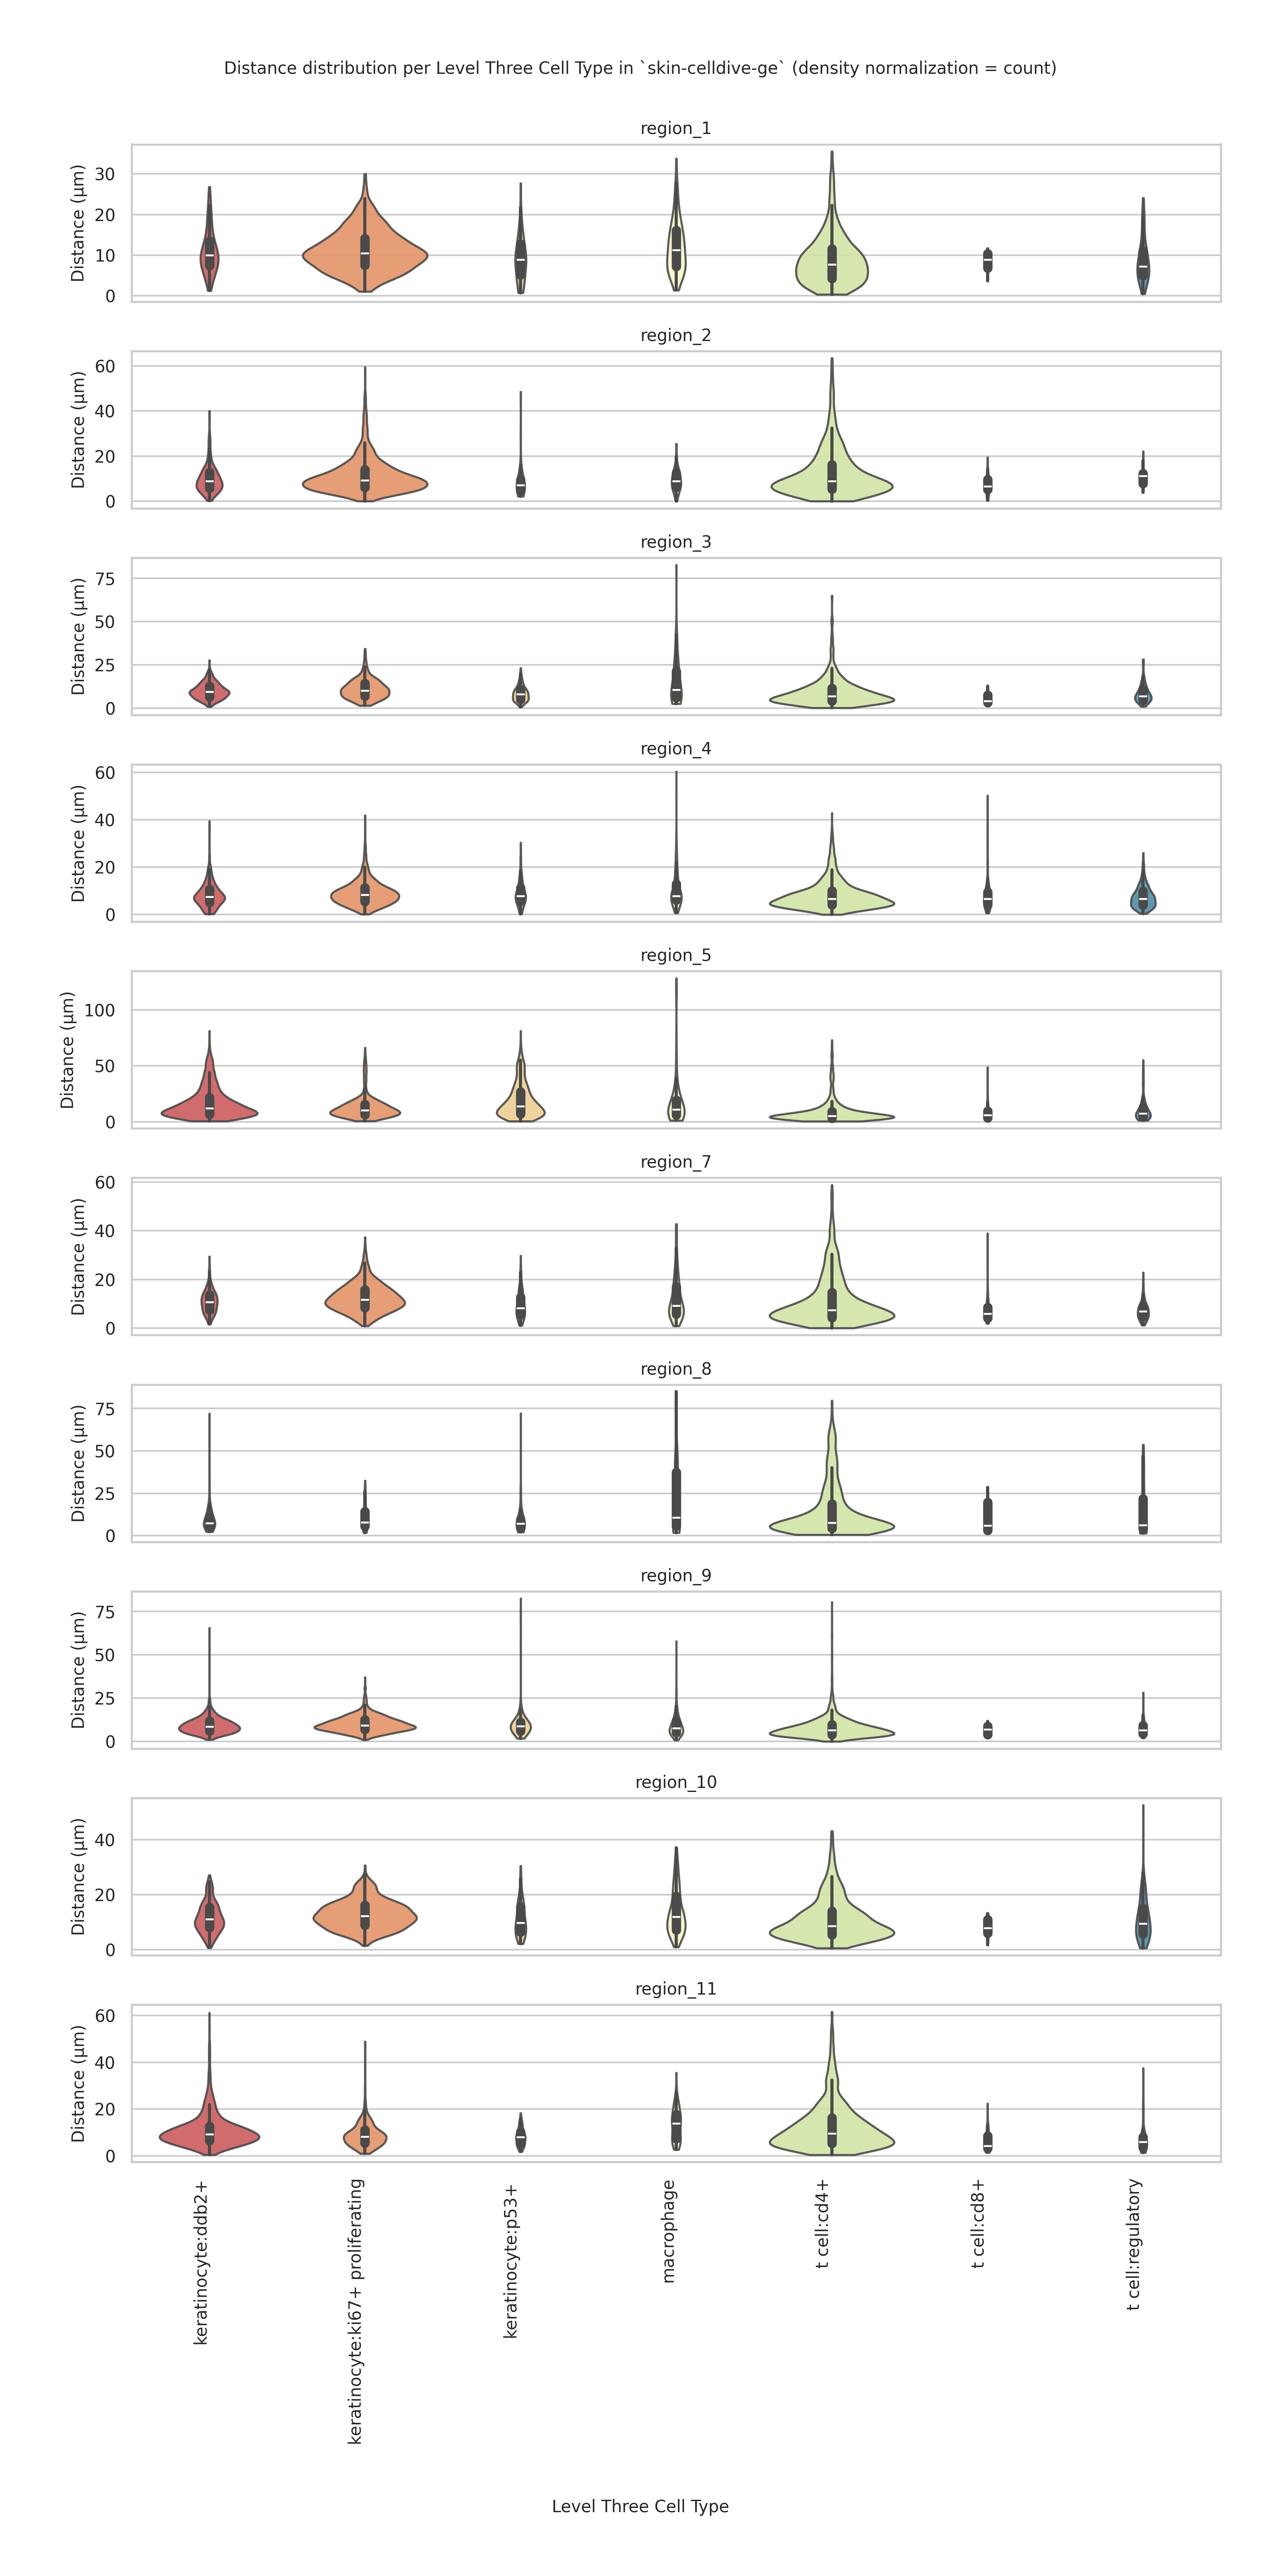 Distance distribution per Level Three Cell Type in `skin-celldive-ge` (density normalization = count)
region_1
Distance (μm)
30
20
10
0
region_2
Distance (μm)
60
40
20
0
region_3
Distance (μm)
75
50
25
0
region_4
Distance (μm)
60
40
20
0
region_5
Distance (μm)
100
50
0
region_7
Distance (μm)
60
40
20
0
region_8
Distance (μm)
75
50
25
0
region_9
Distance (μm)
75
50
25
0
region_10
Distance (μm)
40
20
0
region_11
Distance (μm)
60
40
20
0
keratinocyte:ddb2+
keratinocyte:ki67+ proliferating
keratinocyte:p53+
macrophage
t cell:cd4+
t cell:cd8+
t cell:regulatory
Level Three Cell Type